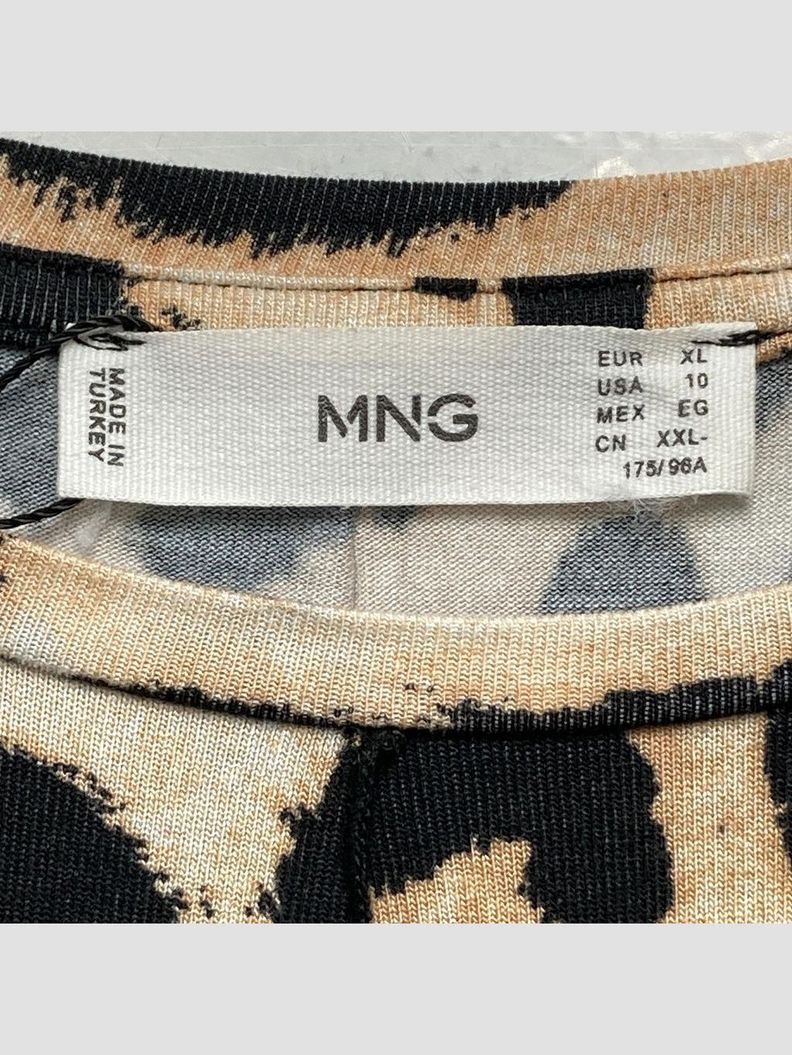 MADE IN
TURKEY
MNG
EUR XL
USA 10
MEX EG
CN XXL-
175/96A